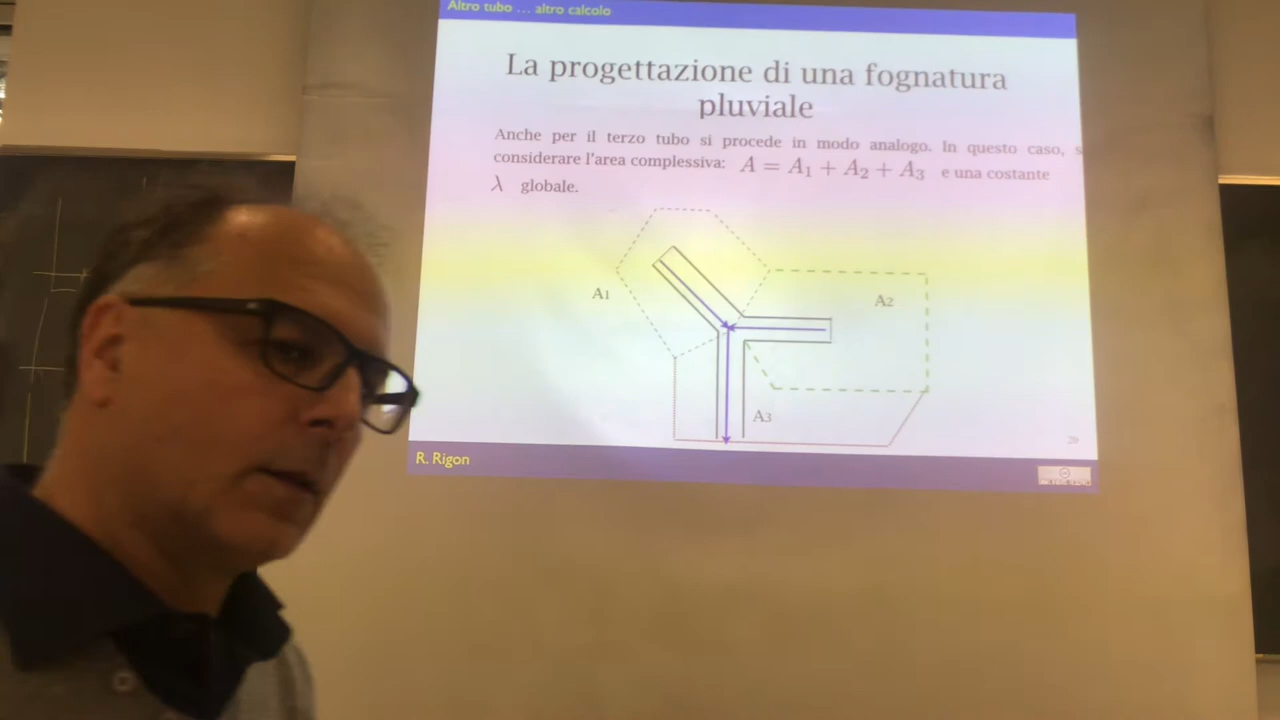 Altro tubo ... altro calcolo
La progettazione di una fognatura
pluviale
Anche per il terzo tubo si procede in modo analogo. In questo caso, s
considerare l'area complessiva: A = A₁ + A₂ + A₃ e una costante
λ globale.
A1
A2
A3
20
R. Rigon